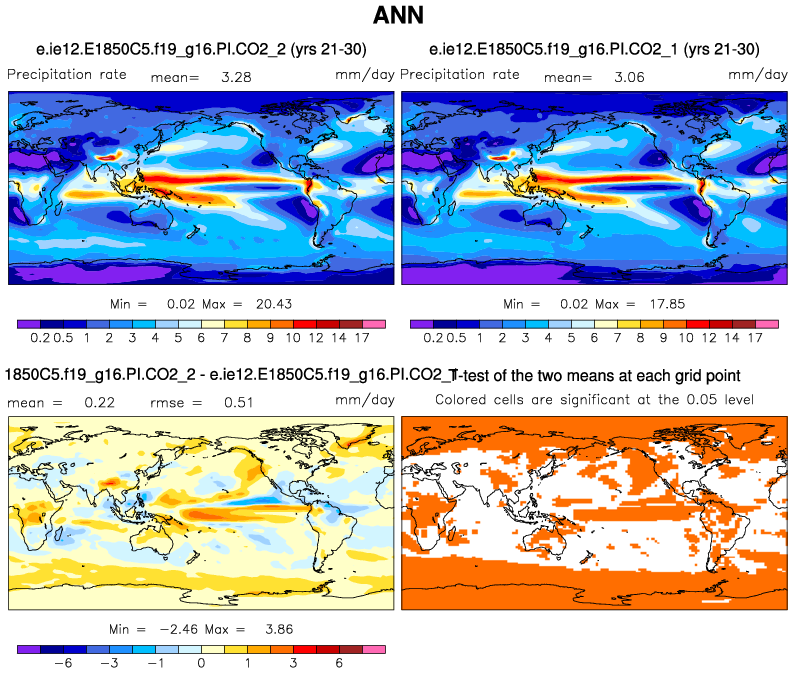 ANN
e.ie12.E1850C5.f19_g16.PI.CO2_2 (yrs 21-30)
Precipitation rate mean= 3.28 mm/day
Min = 0.02 Max = 20.43
0.2 0.5 1 2 3 4 5 6 7 8 9 10 12 14 17
e.ie12.E1850C5.f19_g16.PI.CO2_1 (yrs 21-30)
Precipitation rate mean= 3.06 mm/day
Min = 0.02 Max = 17.85
0.2 0.5 1 2 3 4 5 6 7 8 9 10 12 14 17
1850C5.f19_g16.PI.CO2_2 - e.ie12.E1850C5.f19_g16.PI.CO2_1
mean = 0.22 rmse = 0.51 mm/day
Min = -2.46 Max = 3.86
-6 -3 -1 0 1 3 6
T-test of the two means at each grid point
Colored cells are significant at the 0.05 level